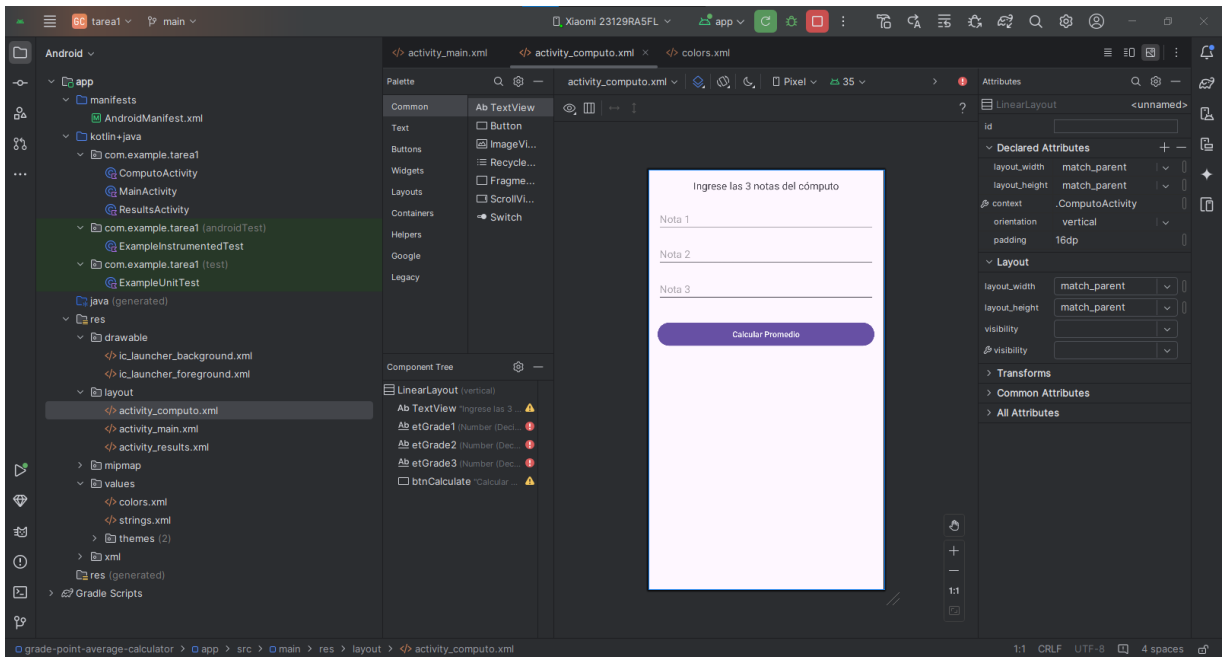 GC tarea1 main Xiaomi 23129RA5FL app
Android
activity_main.xml activity_computo.xml colors.xml
app
manifests
AndroidManifest.xml
kotlin+java
com.example.tarea1
ComputoActivity
MainActivity
ResultsActivity
com.example.tarea1 (androidTest)
ExampleInstrumentedTest
com.example.tarea1 (test)
ExampleUnitTest
java (generated)
res
drawable
ic_launcher_background.xml
ic_launcher_foreground.xml
layout
activity_computo.xml
activity_main.xml
activity_results.xml
mipmap
values
colors.xml
strings.xml
themes (2)
xml
res (generated)
Gradle Scripts
Palette
Common
Text
Buttons
Widgets
Layouts
Containers
Helpers
Google
Legacy
Ab TextView
Button
ImageVi...
Recycle...
Fragme...
ScrollVi...
Switch
Component Tree
LinearLayout (vertical)
Ab TextView "Ingrese las 3 ...
Ab etGrade1 (Number (Deci...
Ab etGrade2 (Number (Dec...
Ab etGrade3 (Number (Dec...
btnCalculate "Calcular ...
activity_computo.xml Pixel 35
?
Ingrese las 3 notas del cómputo
Nota 1
Nota 2
Nota 3
Calcular Promedio
1:1
Attributes
LinearLayout <unnamed>
id
Declared Attributes
layout_width match_parent
layout_height match_parent
context .ComputoActivity
orientation vertical
padding 16dp
Layout
layout_width match_parent
layout_height match_parent
visibility
visibility
Transforms
Common Attributes
All Attributes
grade-point-average-calculator > app > src > main > res > layout > activity_computo.xml 1:1 CRLF UTF-8 4 spaces